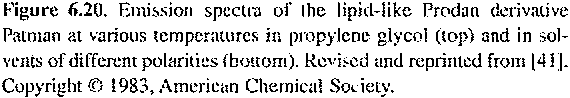 Figure 6.20. Emission spectra of the lipid-like Prodan derivative
Patman at various temperatures in propylene glycol (top) and in sol-
vents of different polarities (bottom). Revised and reprinted from [41].
Copyright © 1983, American Chemical Society.